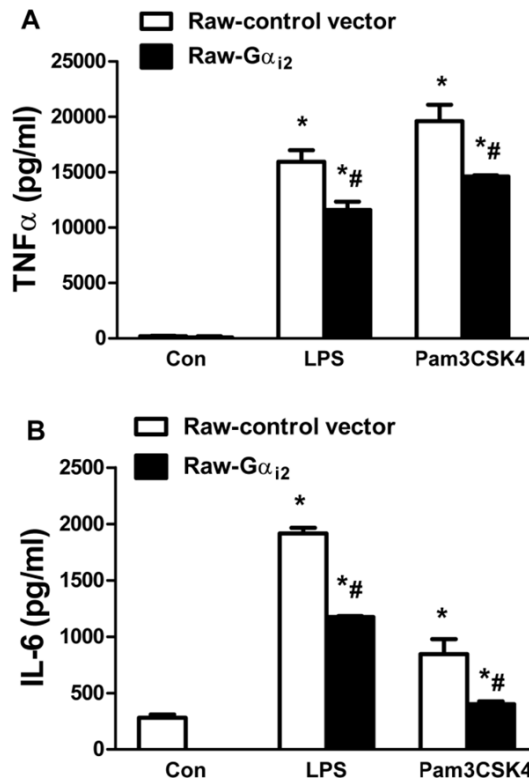 A
Raw-control vector
Raw-Gαi2
TNFα (pg/ml)
25000
20000
15000
10000
5000
0
*
*#
*
*#
Con LPS Pam3CSK4
B
Raw-control vector
Raw-Gαi2
IL-6 (pg/ml)
2500
2000
1500
1000
500
0
*
*#
*
*#
Con LPS Pam3CSK4